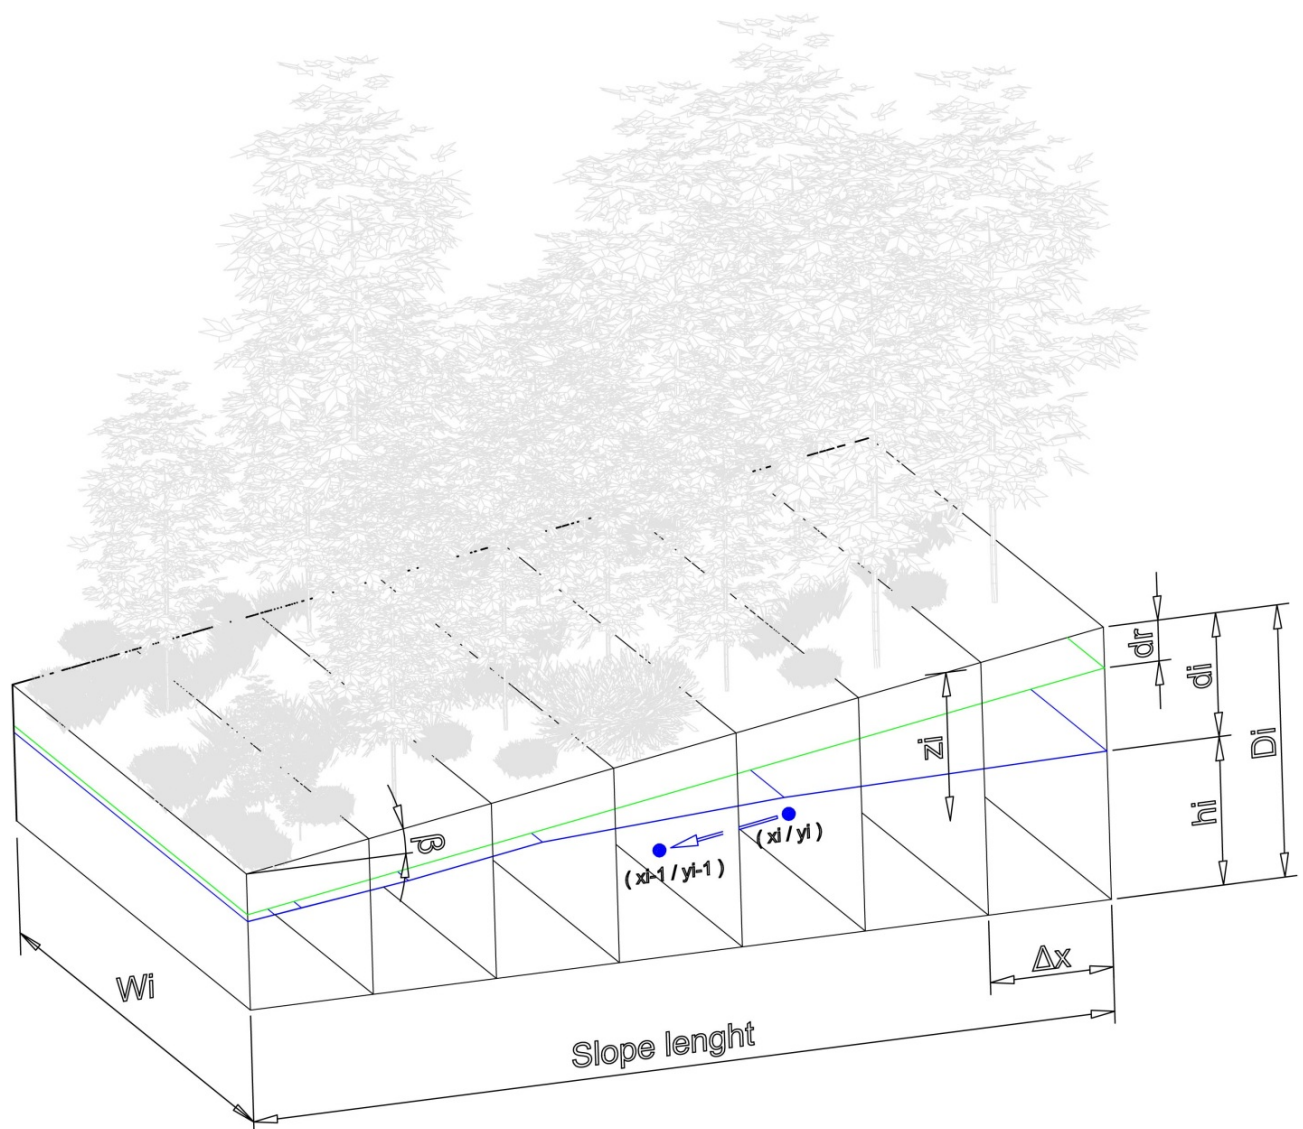 dr
di
Di
zi
hi
β
( xi / yi )
( xi-1 / yi-1 )
Δx
Wi
Slope lenght